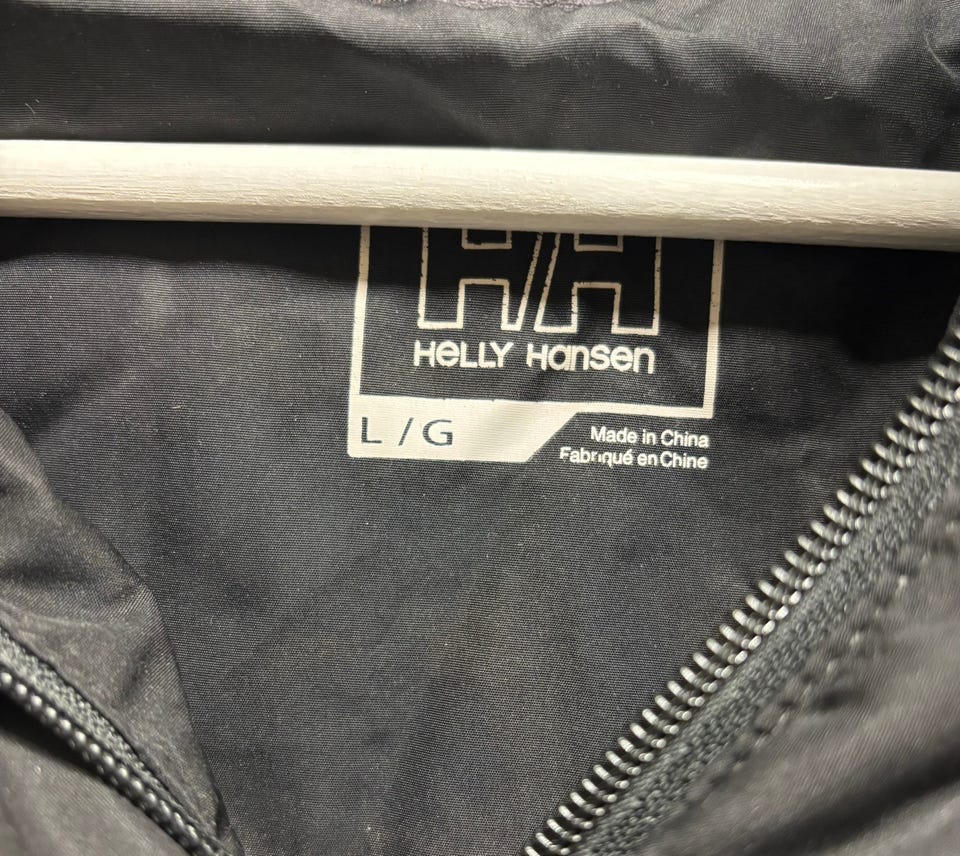 HH
HeLLY HanSen
L / G
Made in China
Fabriqué en Chine